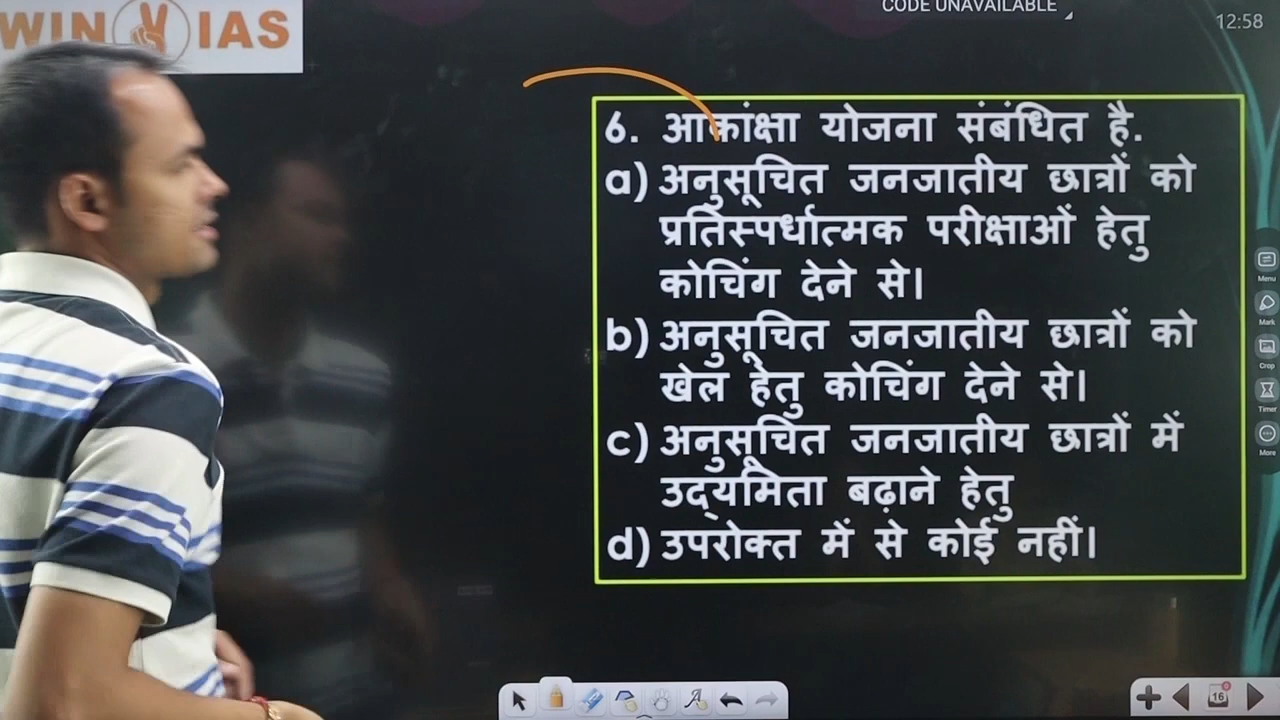 WIN IAS
CODE UNAVAILABLE
12:58
6. आकांक्षा योजना संबंधित है.
a) अनुसूचित जनजातीय छात्रों को
प्रतिस्पर्धात्मक परीक्षाओं हेतु
कोचिंग देने से।
b) अनुसूचित जनजातीय छात्रों को
खेल हेतु कोचिंग देने से।
c) अनुसूचित जनजातीय छात्रों में
उद्यमिता बढ़ाने हेतु
d) उपरोक्त में से कोई नहीं।
Menu
Mark
Crop
Timer
More
16